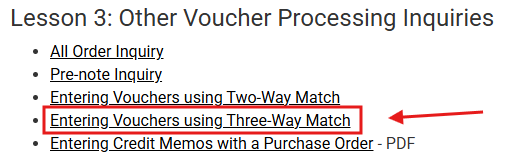 Lesson 3: Other Voucher Processing Inquiries
All Order Inquiry
Pre-note Inquiry
Entering Vouchers using Two-Way Match
Entering Vouchers using Three-Way Match
Entering Credit Memos with a Purchase Order - PDF